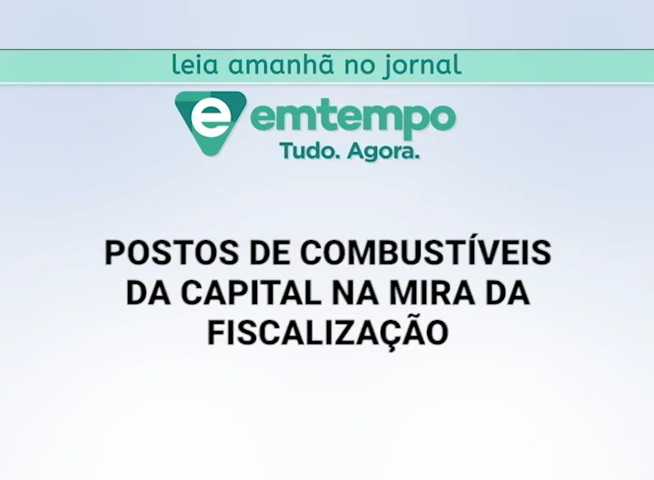 leia amanhã no jornal
e emtempo
Tudo. Agora.
POSTOS DE COMBUSTÍVEIS
DA CAPITAL NA MIRA DA
FISCALIZAÇÃO